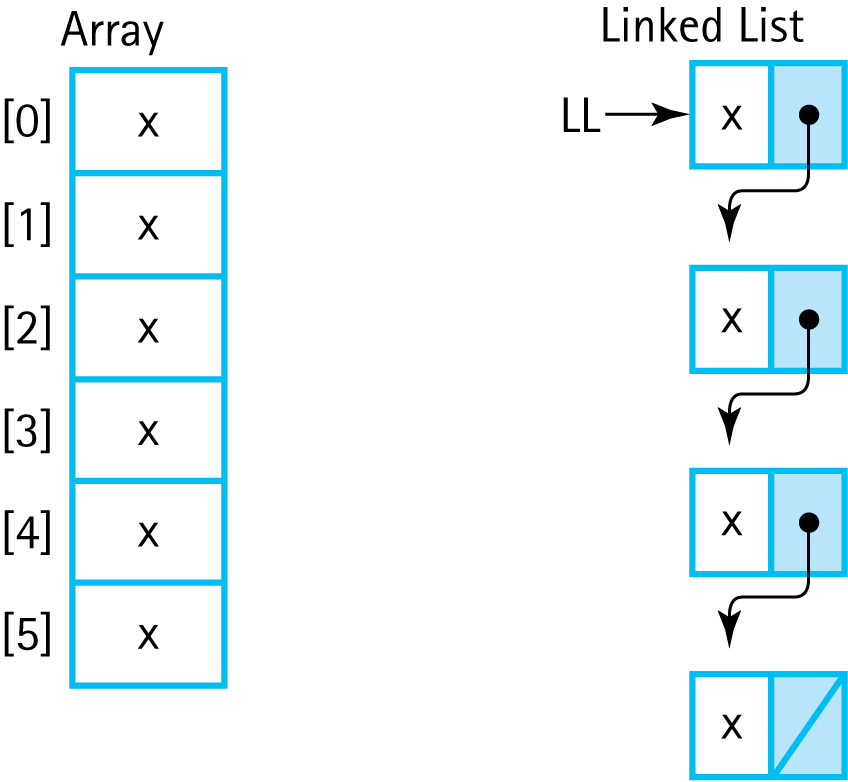 Array
[0] x
[1] x
[2] x
[3] x
[4] x
[5] x
Linked List
LL x
x
x
x